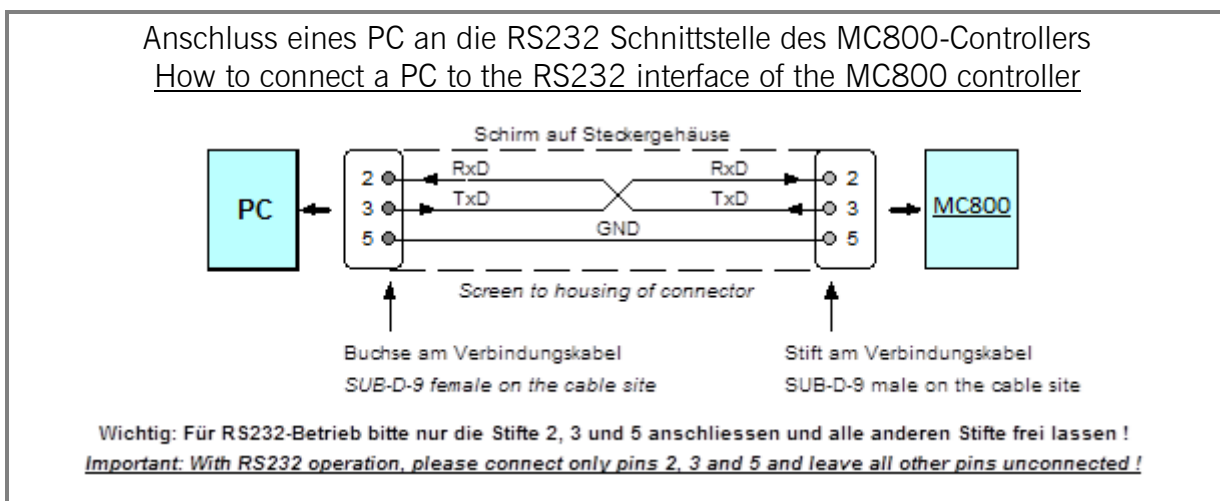 Anschluss eines PC an die RS232 Schnittstelle des MC800-Controllers
How to connect a PC to the RS232 interface of the MC800 controller
Schirm auf Steckergehäuse
RxD RxD
2 2
PC 3 TxD TxD 3 MC800
GND
5 5
Screen to housing of connector
Buchse am Verbindungskabel Stift am Verbindungskabel
SUB-D-9 female on the cable site SUB-D-9 male on the cable site
Wichtig: Für RS232-Betrieb bitte nur die Stifte 2, 3 und 5 anschliessen und alle anderen Stifte frei lassen !
Important: With RS232 operation, please connect only pins 2, 3 and 5 and leave all other pins unconnected !